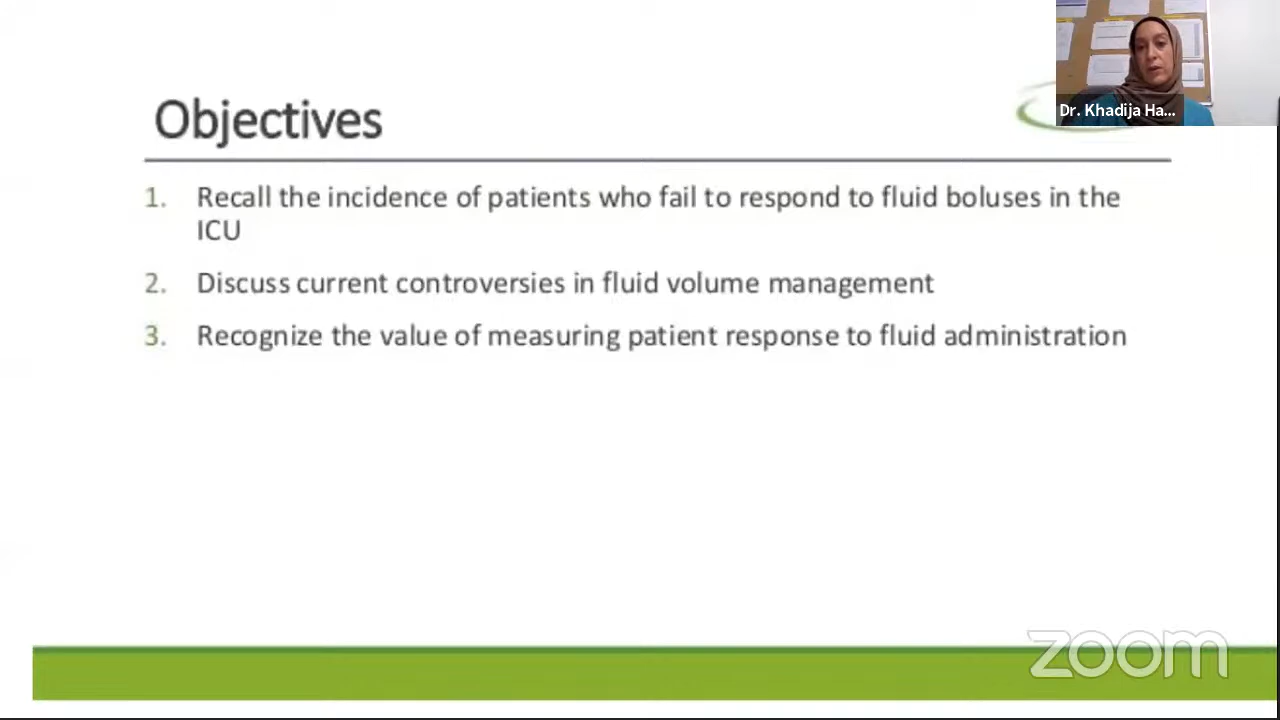 Objectives
1. Recall the incidence of patients who fail to respond to fluid boluses in the
ICU
2. Discuss current controversies in fluid volume management
3. Recognize the value of measuring patient response to fluid administration
Dr. Khadija Ha...
zoom